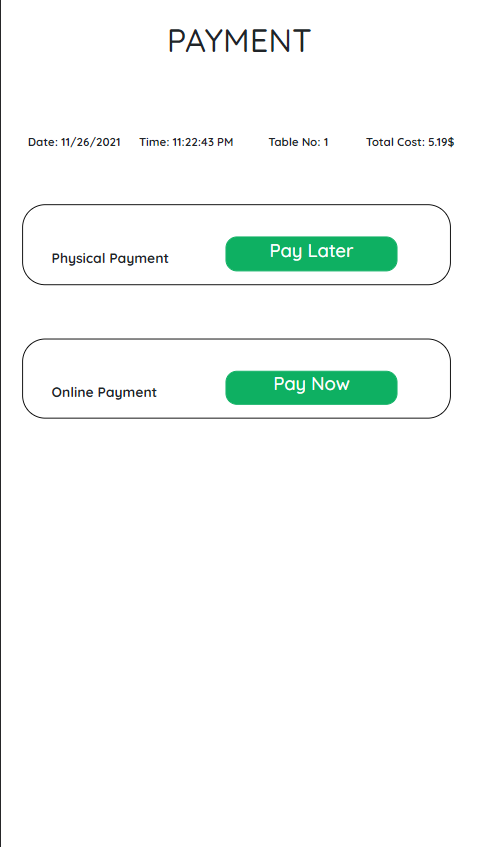 PAYMENT
Date: 11/26/2021 Time: 11:22:43 PM Table No: 1 Total Cost: 5.19$
Physical Payment Pay Later
Online Payment Pay Now